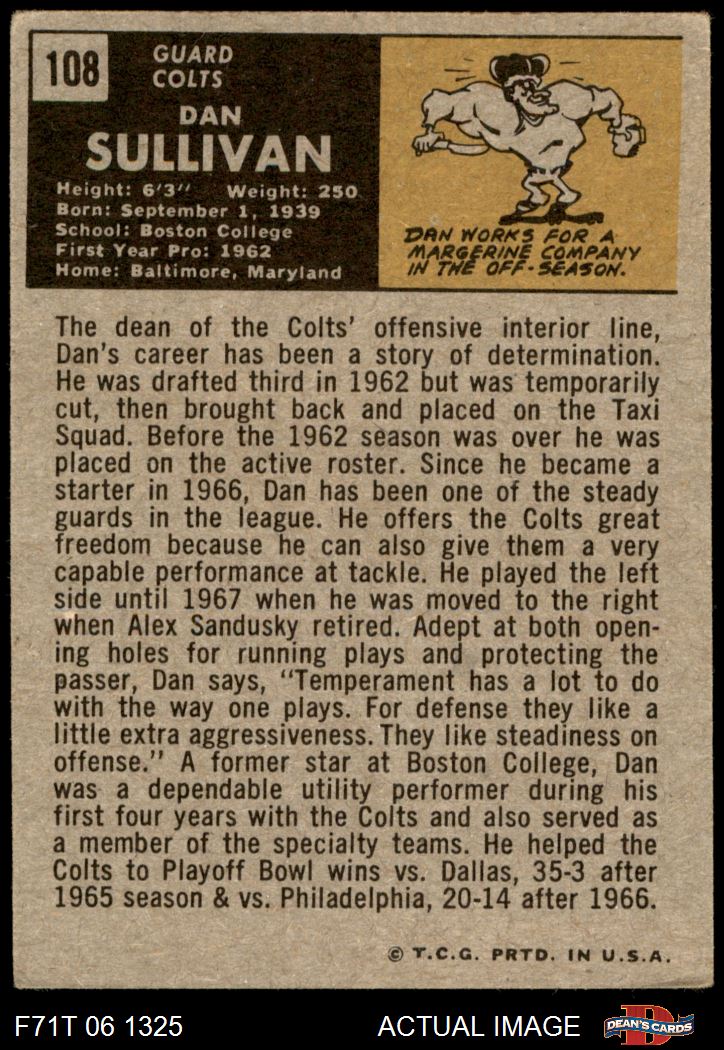 108
GUARD
COLTS
DAN
SULLIVAN
Height: 6'3" Weight: 250
Born: September 1, 1939
School: Boston College
First Year Pro: 1962
Home: Baltimore, Maryland
DAN WORKS FOR A
MARGERINE COMPANY
IN THE OFF-SEASON.
The dean of the Colts' offensive interior line,
Dan's career has been a story of determination.
He was drafted third in 1962 but was temporarily
cut, then brought back and placed on the Taxi
Squad. Before the 1962 season was over he was
placed on the active roster. Since he became a
starter in 1966, Dan has been one of the steady
guards in the league. He offers the Colts great
freedom because he can also give them a very
capable performance at tackle. He played the left
side until 1967 when he was moved to the right
when Alex Sandusky retired. Adept at both open-
ing holes for running plays and protecting the
passer, Dan says, "Temperament has a lot to do
with the way one plays. For defense they like a
little extra aggressiveness. They like steadiness on
offense." A former star at Boston College, Dan
was a dependable utility performer during his
first four years with the Colts and also served as
a member of the specialty teams. He helped the
Colts to Playoff Bowl wins vs. Dallas, 35-3 after
1965 season & vs. Philadelphia, 20-14 after 1966.
© T.C.G. PRTD. IN U.S.A.
F71T 06 1325 ACTUAL IMAGE
D
DEAN'S CARDS